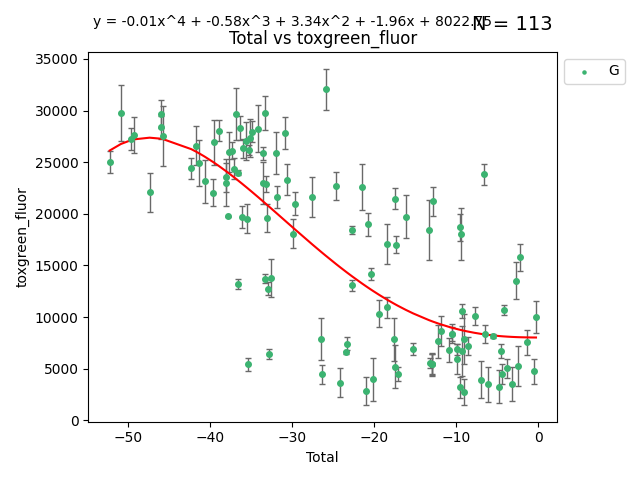 y = -0.01x^4 + -0.58x^3 + 3.34x^2 + -1.96x + 8022.75
N = 113
Total vs toxgreen_fluor
G
35000
30000
25000
20000
15000
10000
5000
0
toxgreen_fluor
−50 −40 −30 −20 −10 0
Total